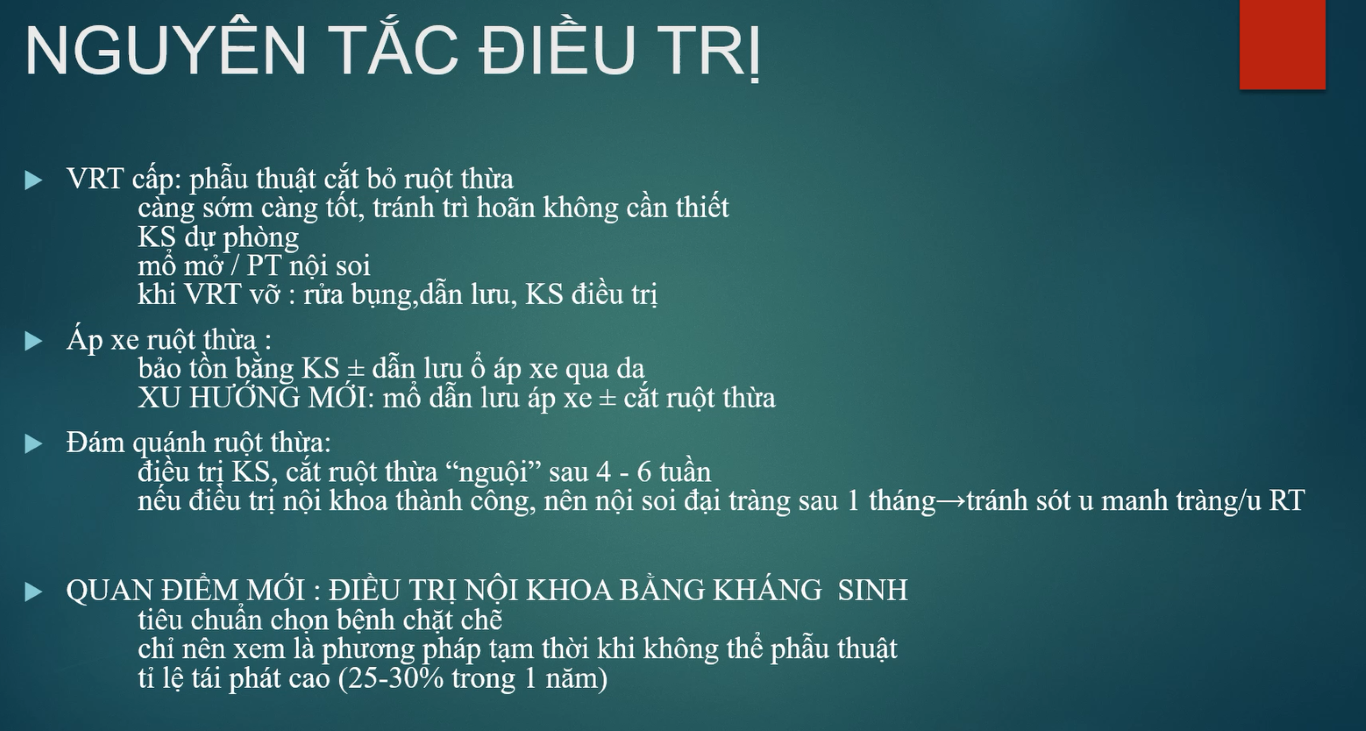 NGUYÊN TẮC ĐIỀU TRỊ
VRT cấp: phẫu thuật cắt bỏ ruột thừa
càng sớm càng tốt, tránh trì hoãn không cần thiết
KS dự phòng
mổ mở / PT nội soi
khi VRT vỡ : rửa bụng,dẫn lưu, KS điều trị
Áp xe ruột thừa :
bảo tồn bằng KS ± dẫn lưu ổ áp xe qua da
XU HƯỚNG MỚI: mổ dẫn lưu áp xe ± cắt ruột thừa
Đám quánh ruột thừa:
điều trị KS, cắt ruột thừa “nguội” sau 4 - 6 tuần
nếu điều trị nội khoa thành công, nên nội soi đại tràng sau 1 tháng→tránh sót u manh tràng/u RT
QUAN ĐIỂM MỚI : ĐIỀU TRỊ NỘI KHOA BẰNG KHÁNG SINH
tiêu chuẩn chọn bệnh chặt chẽ
chỉ nên xem là phương pháp tạm thời khi không thể phẫu thuật
tỉ lệ tái phát cao (25-30% trong 1 năm)